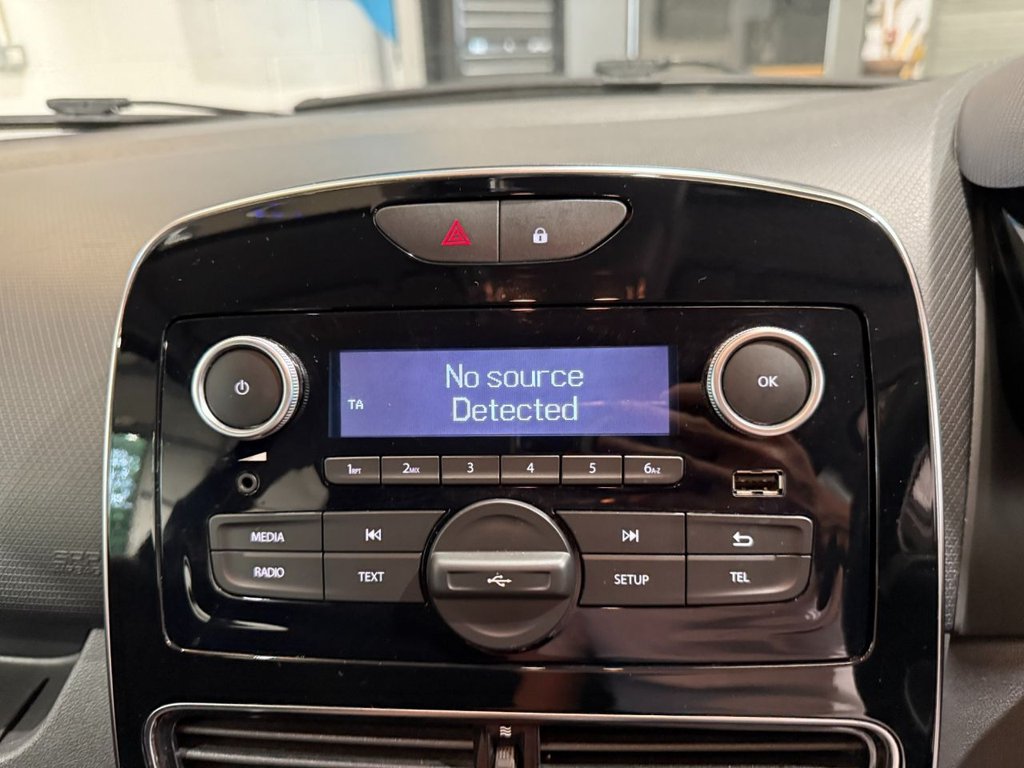 No source
TA
Detected
OK
1RPT 2MIX 3 4 5 6A-Z
MEDIA
RADIO TEXT
SETUP TEL